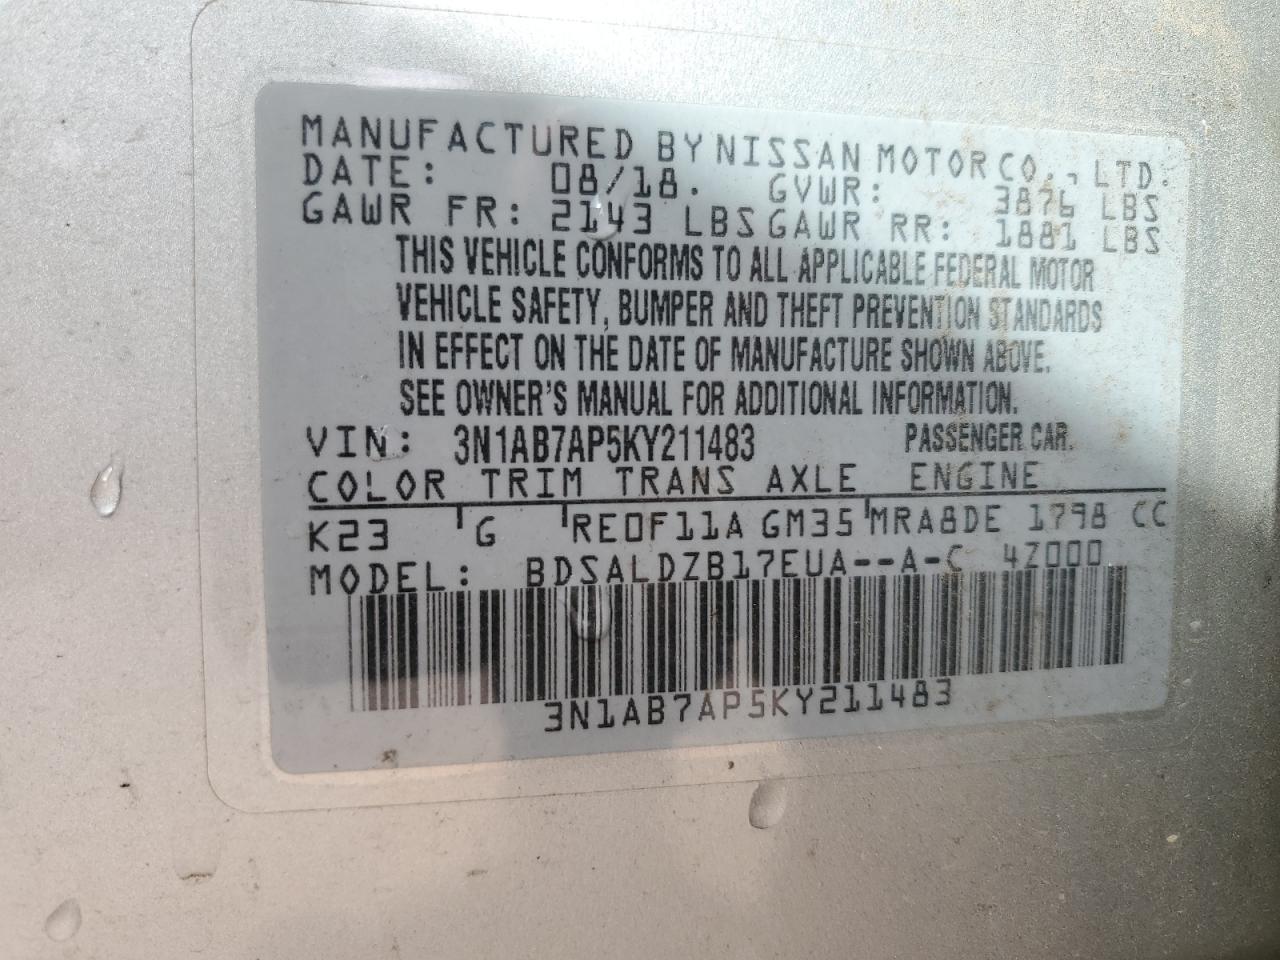 MANUFACTURED BY NISSAN MOTOR CO., LTD.
DATE: 08/18. GVWR: 3876 LBS
GAWR FR: 2143 LBS GAWR RR: 1881 LBS
THIS VEHICLE CONFORMS TO ALL APPLICABLE FEDERAL MOTOR
VEHICLE SAFETY, BUMPER AND THEFT PREVENTION STANDARDS
IN EFFECT ON THE DATE OF MANUFACTURE SHOWN ABOVE.
SEE OWNER'S MANUAL FOR ADDITIONAL INFORMATION.
VIN: 3N1AB7AP5KY211483 PASSENGER CAR.
COLOR TRIM TRANS AXLE ENGINE
K23 G RE0F11A GM35 MRA8DE 1798 CC
MODEL: BDSALDZB17EUA--A-C 4Z000
3N1AB7AP5KY211483